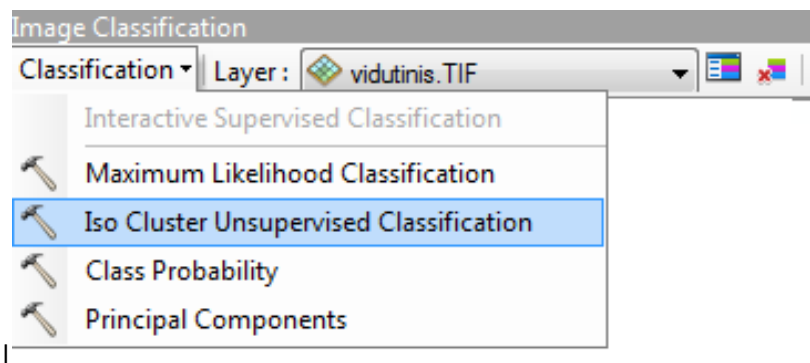 Image Classification
Classification Layer : vidutinis.TIF
Interactive Supervised Classification
Maximum Likelihood Classification
Iso Cluster Unsupervised Classification
Class Probability
Principal Components